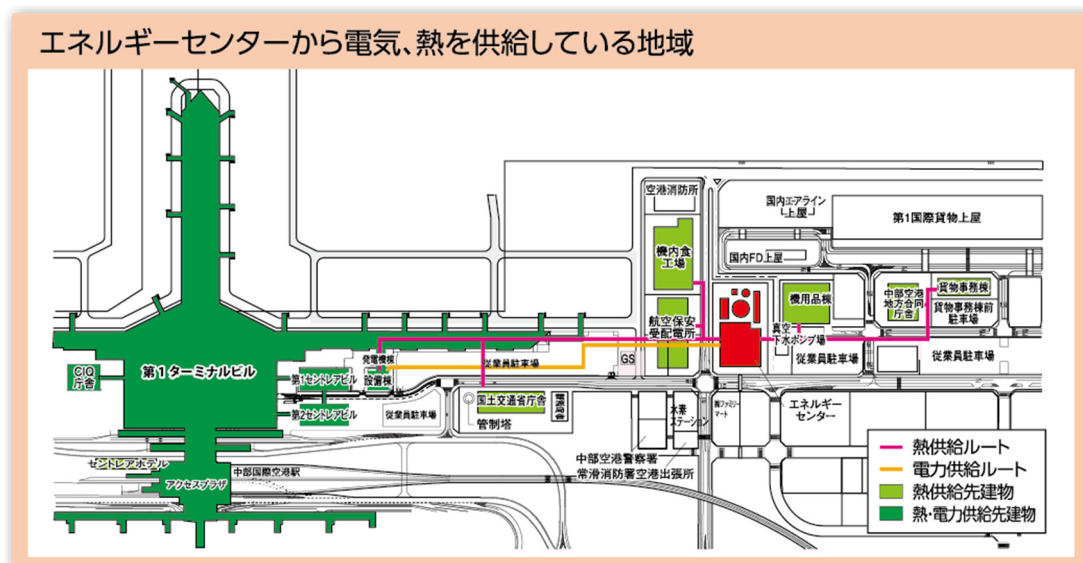 エネルギーセンターから電気、熱を供給している地域
空港消防所
国内エアライン
上屋
第1国際貨物上屋
機内食
工場
国内FD上屋
機用品棟
中部空港
地方合同
庁舎
貨物事務棟
貨物事務棟前
駐車場
航空保安
受配電所
真空
下水ポンプ場
従業員駐車場
従業員駐車場
GS
発電機棟
従業員駐車場
設備棟
CIQ
庁舎
第1ターミナルビル
第1セントレアビル
第2セントレアビル
従業員駐車場
国土交通省庁舎
管制塔
水素
ステーション
㈱ファミリー
マート
エネルギー
センター
中部空港警察署
常滑消防署空港出張所
セントレアホテル
中部国際空港駅
アクセスプラザ
熱供給ルート
電力供給ルート
熱供給先建物
熱・電力供給先建物